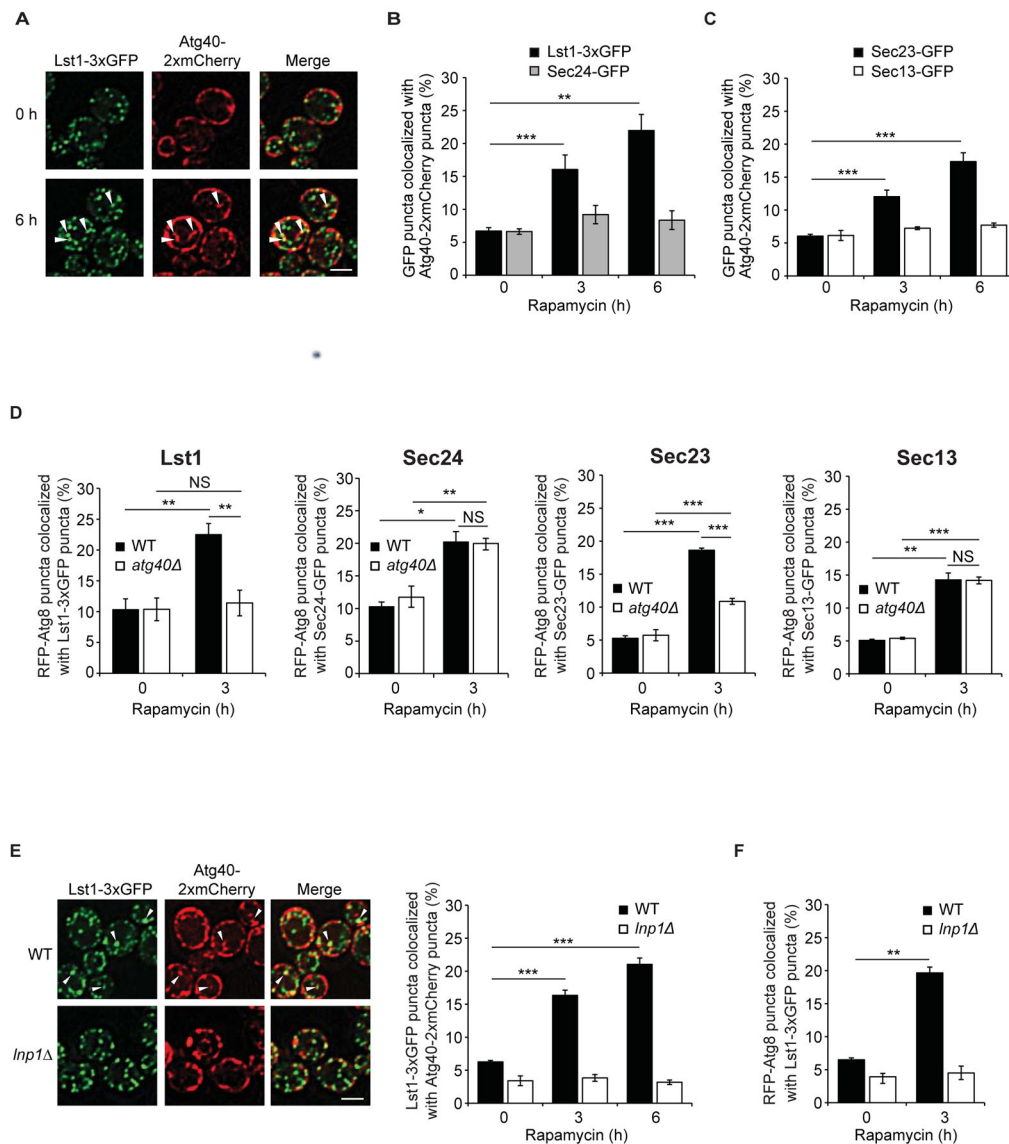 A
Lst1-3xGFP
Atg40-
2xmCherry
Merge
0 h
6 h
B
Lst1-3xGFP
Sec24-GFP
GFP puncta colocalized with
Atg40-2xmCherry puncta (%)
30
25
20
15
10
5
0
**
***
0 3 6
Rapamycin (h)
C
Sec23-GFP
Sec13-GFP
GFP puncta colocalized with
Atg40-2xmCherry puncta (%)
30
25
20
15
10
5
0
***
***
0 3 6
Rapamycin (h)
D
Lst1
RFP-Atg8 puncta colocalized
with Lst1-3xGFP puncta (%)
30
25
20
15
10
5
0
NS
** **
WT
atg40Δ
0 3
Rapamycin (h)
Sec24
RFP-Atg8 puncta colocalized
with Sec24-GFP puncta (%)
30
25
20
15
10
5
0
**
* NS
WT
atg40Δ
0 3
Rapamycin (h)
Sec23
RFP-Atg8 puncta colocalized
with Sec23-GFP puncta (%)
30
25
20
15
10
5
0
***
*** ***
WT
atg40Δ
0 3
Rapamycin (h)
Sec13
RFP-Atg8 puncta colocalized
with Sec13-GFP puncta (%)
30
25
20
15
10
5
0
***
** NS
WT
atg40Δ
0 3
Rapamycin (h)
E
Lst1-3xGFP
Atg40-
2xmCherry
Merge
WT
lnp1Δ
Lst1-3xGFP puncta colocalized
with Atg40-2xmCherry puncta (%)
30
25
20
15
10
5
0
WT
lnp1Δ
***
***
0 3 6
Rapamycin (h)
F
RFP-Atg8 puncta colocalized
with Lst1-3xGFP puncta (%)
30
25
20
15
10
5
0
WT
lnp1Δ
**
0 3
Rapamycin (h)